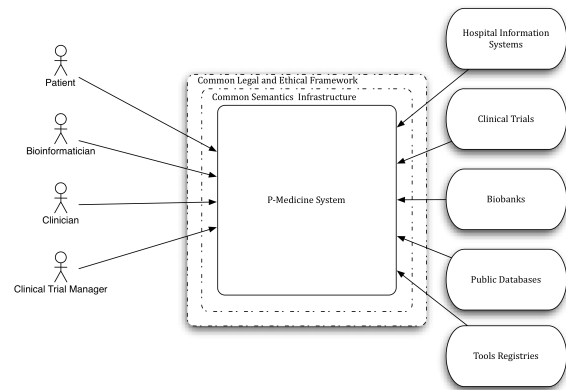 Patient
Bioinformatician
Clinician
Clinical Trial Manager
Common Legal and Ethical Framework
Common Semantics Infrastructure
P-Medicine System
Hospital Information
Systems
Clinical Trials
Biobanks
Public Databases
Tools Registries